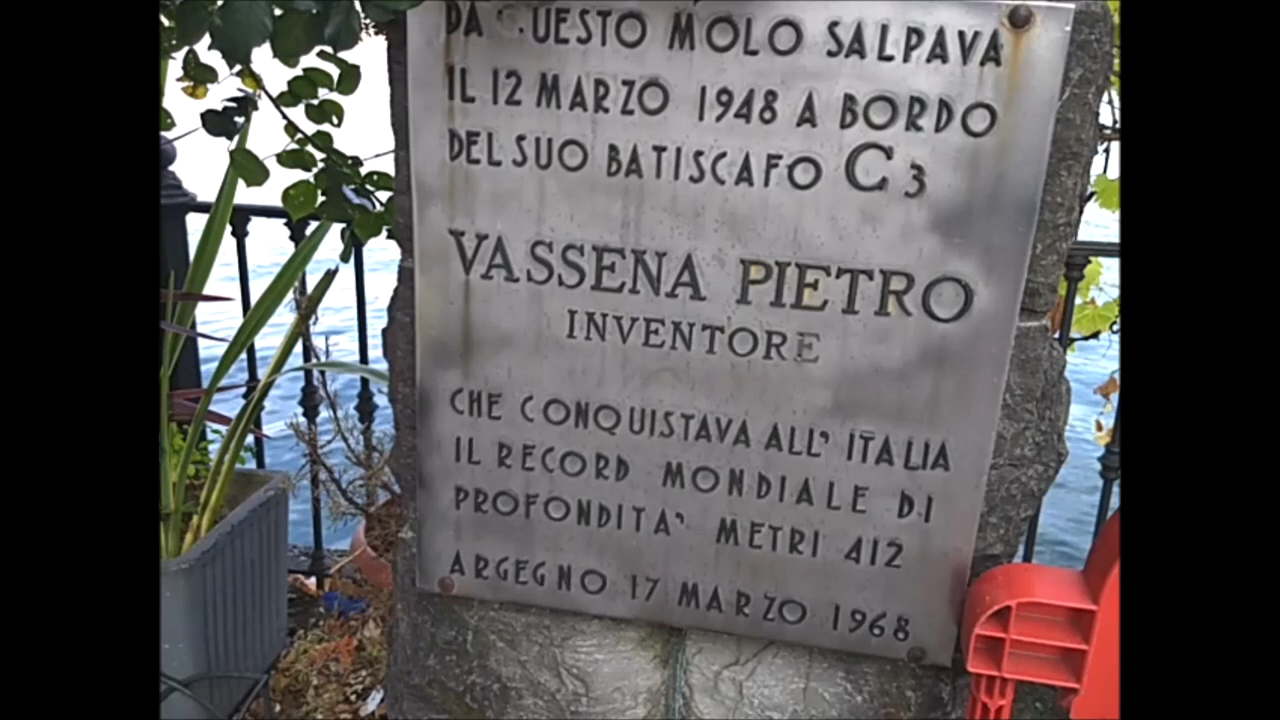 DA QUESTO MOLO SALPAVA
IL 12 MARZO 1948 A BORDO
DEL SUO BATISCAFO C3
VASSENA PIETRO
INVENTORE
CHE CONQUISTAVA ALL' ITALIA
IL RECORD MONDIALE DI
PROFONDITA' METRI 412
ARGEGNO 17 MARZO 1968